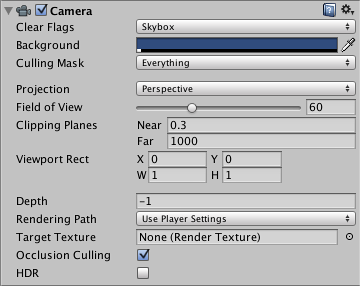 Camera
Clear Flags Skybox
Background
Culling Mask Everything
Projection Perspective
Field of View 60
Clipping Planes Near 0.3
Far 1000
Viewport Rect X 0 Y 0
W 1 H 1
Depth -1
Rendering Path Use Player Settings
Target Texture None (Render Texture)
Occlusion Culling
HDR